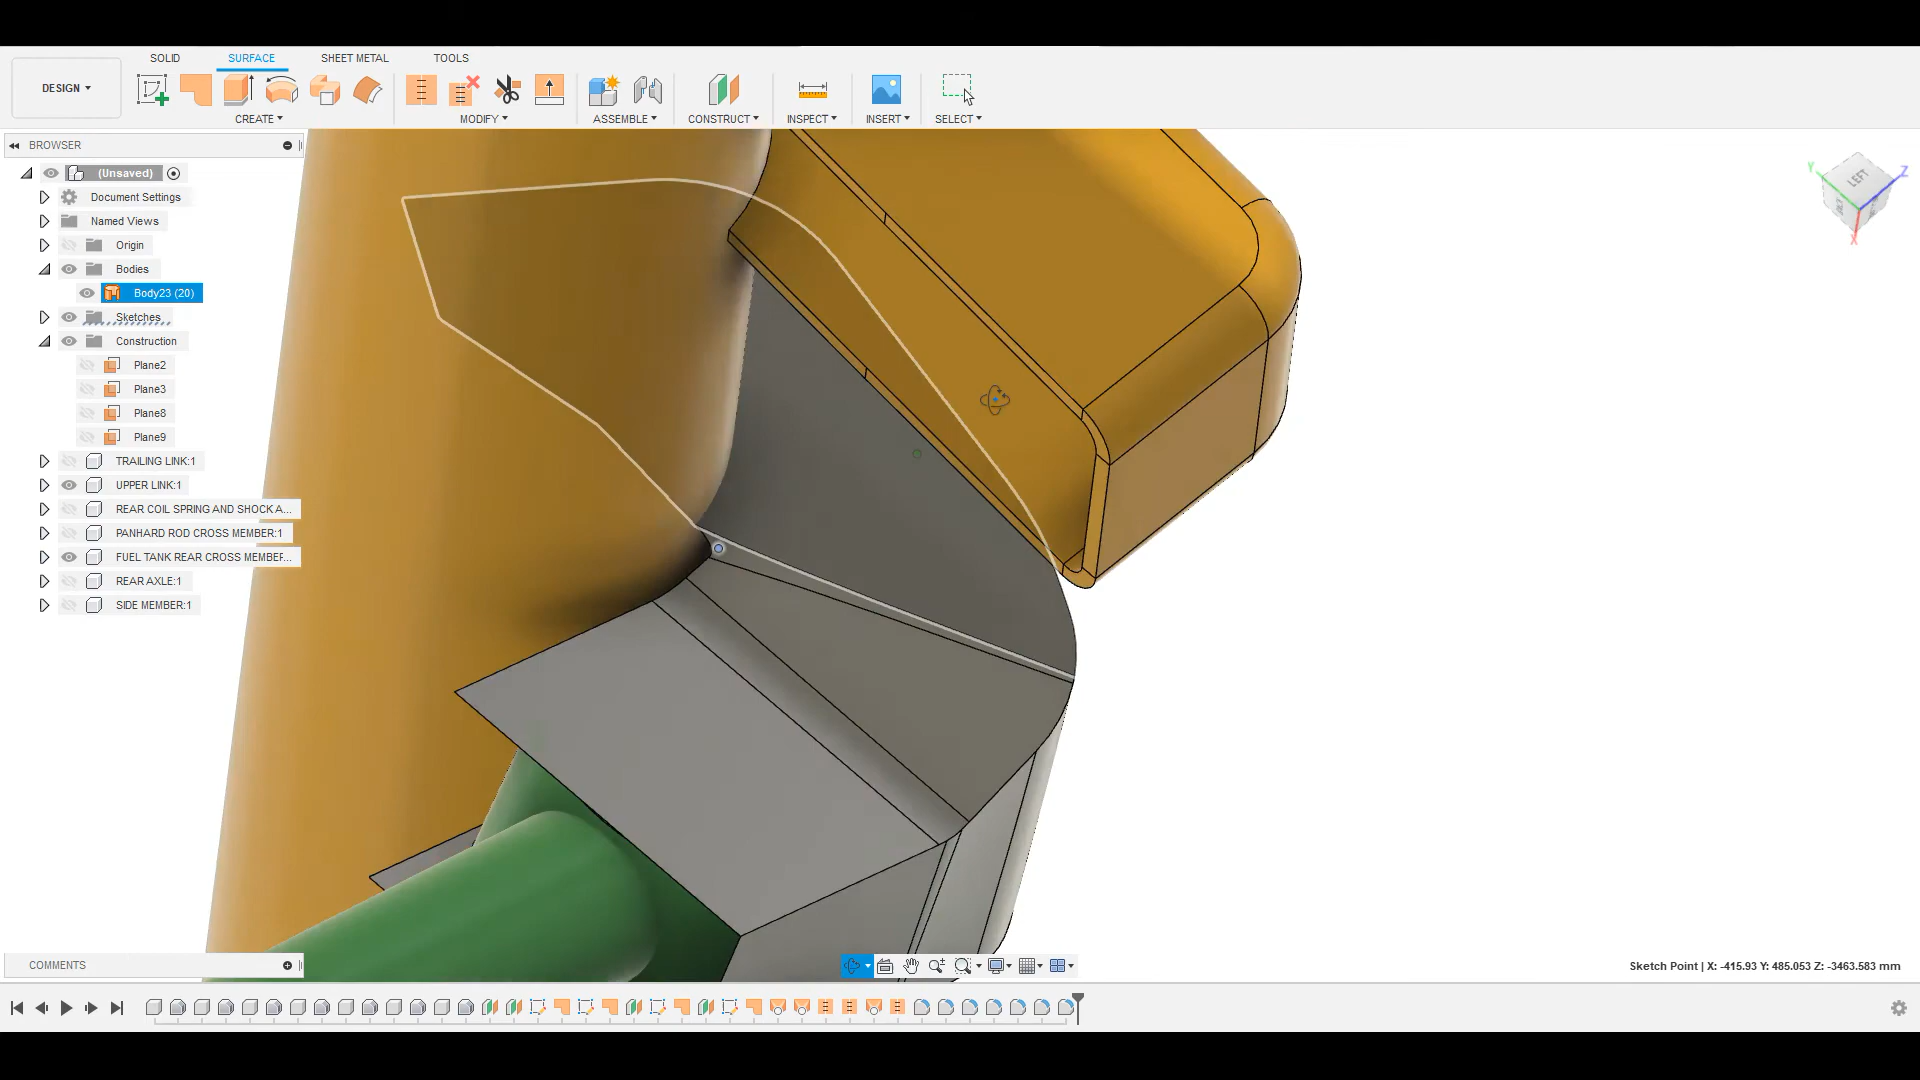 SOLID SURFACE SHEET METAL TOOLS
DESIGN
CREATE MODIFY ASSEMBLE CONSTRUCT INSPECT INSERT SELECT
BROWSER
(Unsaved)
Document Settings
Named Views
Origin
Bodies
Body23 (20)
Sketches
Construction
Plane2
Plane3
Plane8
Plane9
TRAILING LINK:1
UPPER LINK:1
REAR COIL SPRING AND SHOCK A...
PANHARD ROD CROSS MEMBER:1
FUEL TANK REAR CROSS MEMBER...
REAR AXLE:1
SIDE MEMBER:1
LEFT
Y
Z
X
COMMENTS
Sketch Point | X: -415.93 Y: 485.053 Z: -3463.583 mm